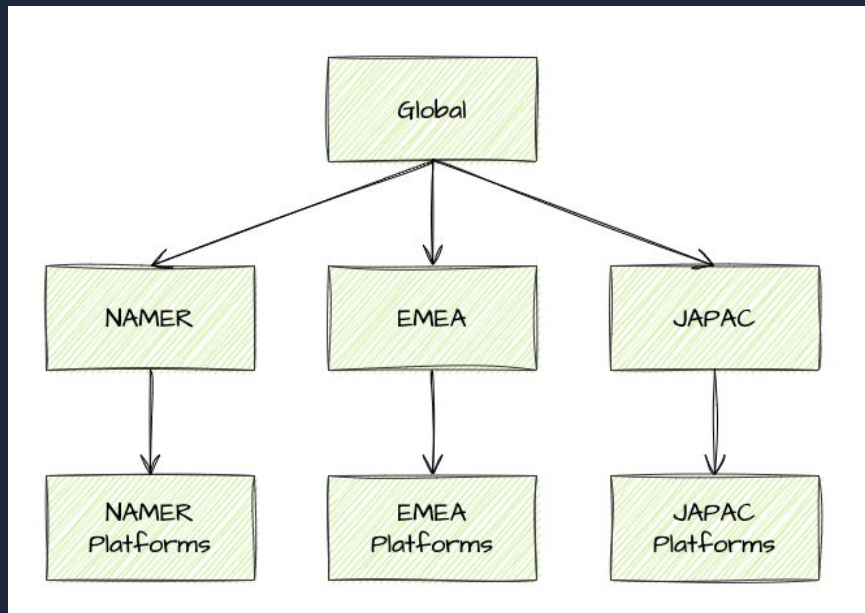 Global
NAMER
EMEA
JAPAC
NAMER
Platforms
EMEA
Platforms
JAPAC
Platforms